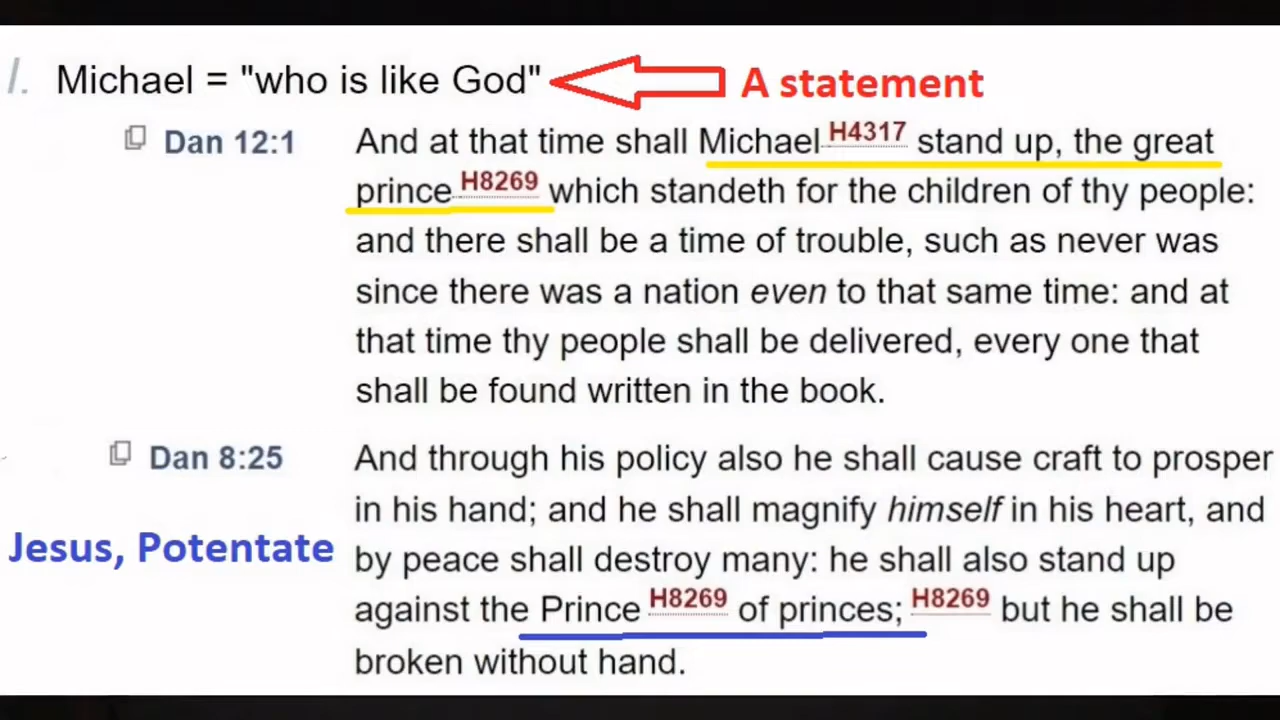 1. Michael = "who is like God" A statement
Dan 12:1 And at that time shall Michael H4317 stand up, the great
prince H8269 which standeth for the children of thy people:
and there shall be a time of trouble, such as never was
since there was a nation even to that same time: and at
that time thy people shall be delivered, every one that
shall be found written in the book.
Dan 8:25 And through his policy also he shall cause craft to prosper
in his hand; and he shall magnify himself in his heart, and
Jesus, Potentate by peace shall destroy many: he shall also stand up
against the Prince H8269 of princes; H8269 but he shall be
broken without hand.